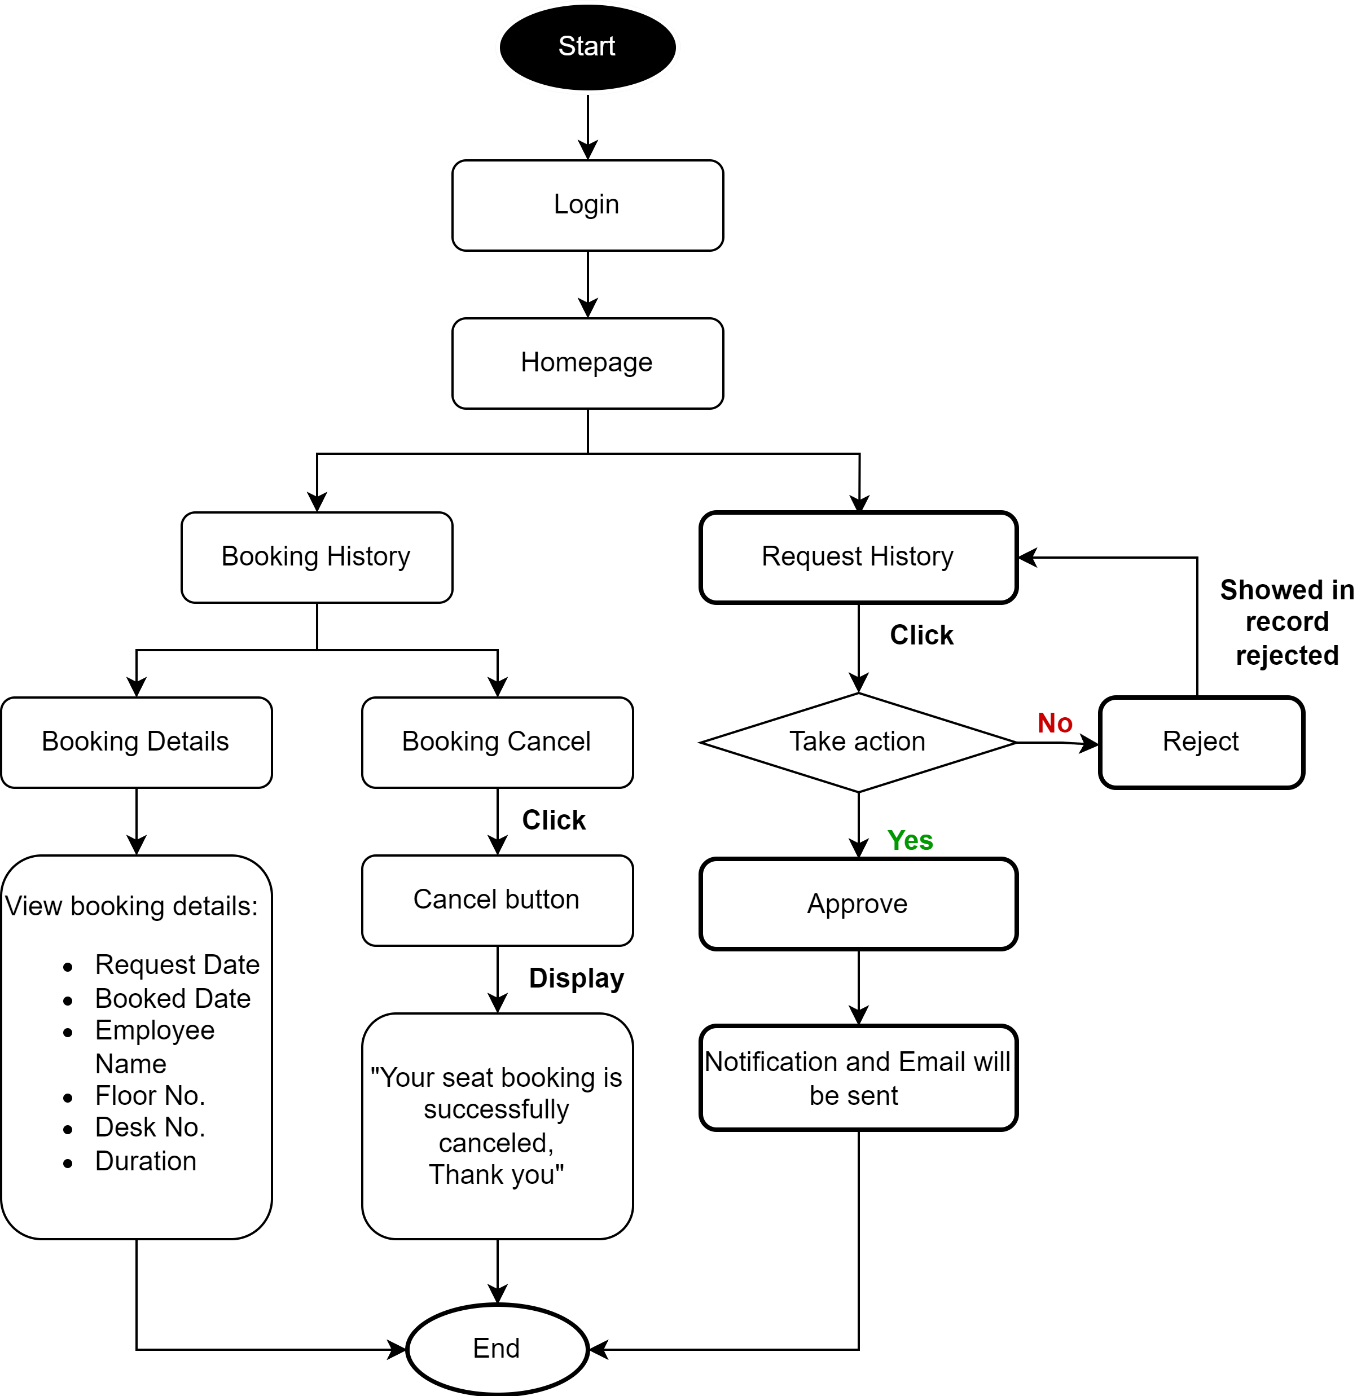 Start
Login
Homepage
Booking History
Request History
Showed in
record
rejected
Click
Booking Details
Booking Cancel
Take action
No
Reject
Click
Yes
View booking details:
Request Date
Booked Date
Employee
Name
Floor No.
Desk No.
Duration
Cancel button
Approve
Display
"Your seat booking is
successfully
canceled,
Thank you"
Notification and Email will
be sent
End